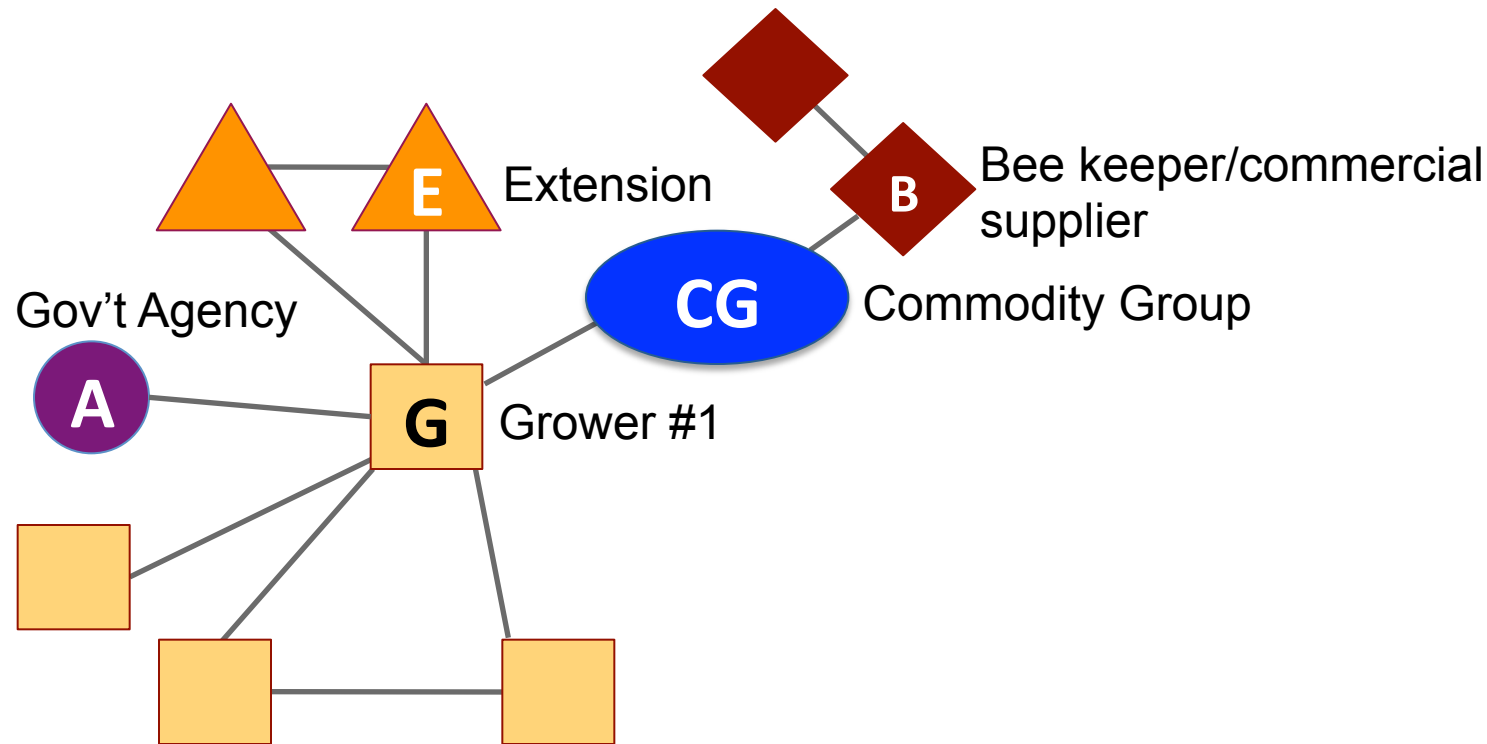 E
Extension
B
Bee keeper/commercial
supplier
Gov't Agency
CG
Commodity Group
A
G
Grower #1